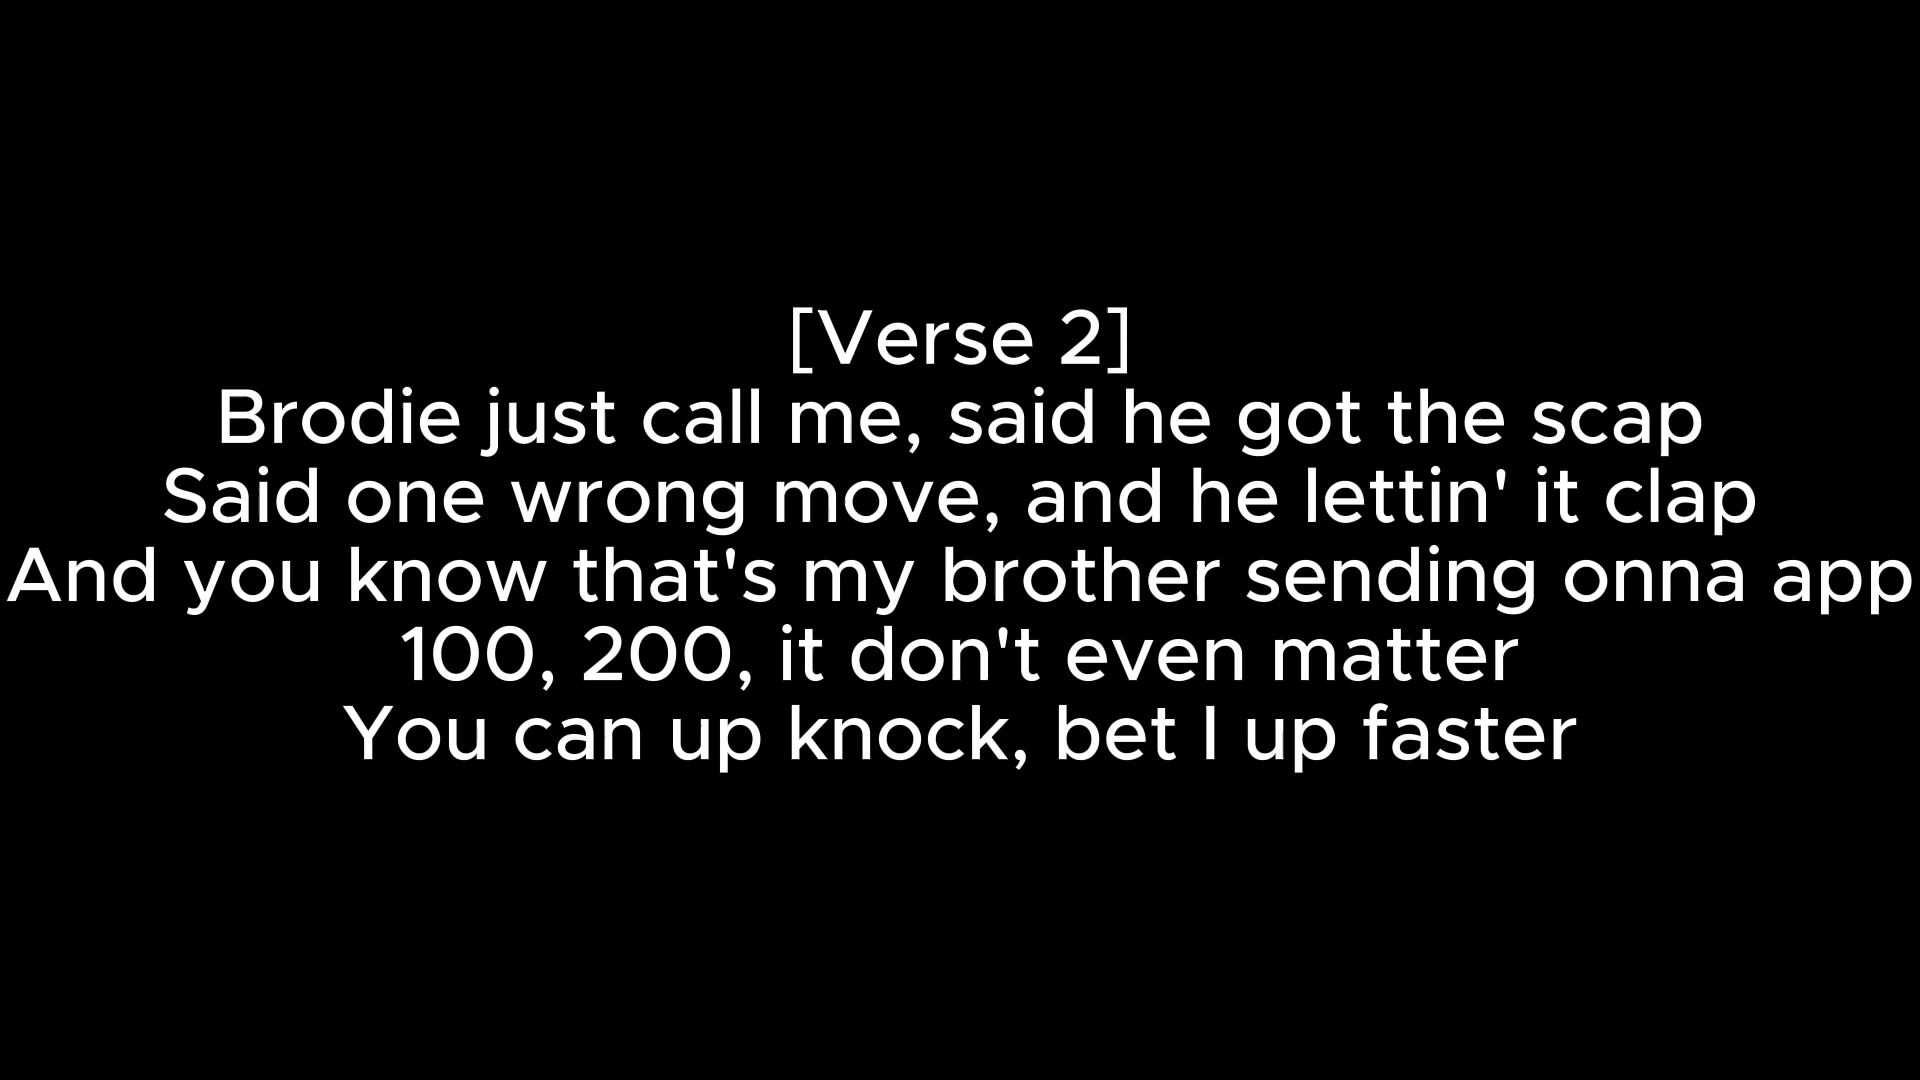 [Verse 2]
Brodie just call me, said he got the scap
Said one wrong move, and he lettin' it clap
And you know that's my brother sending onna app
100, 200, it don't even matter
You can up knock, bet I up faster